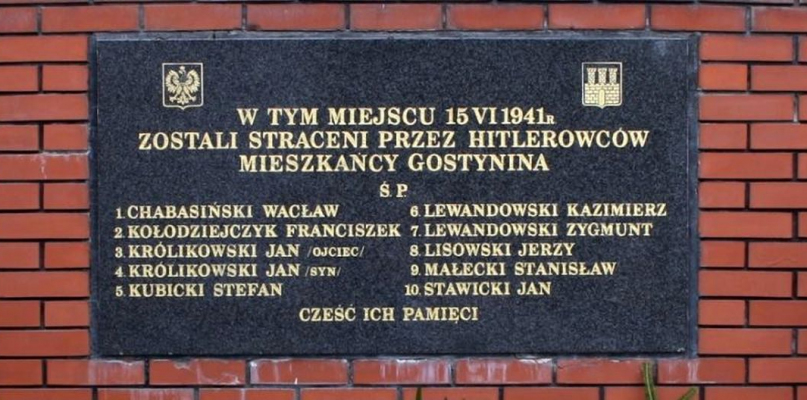 W TYM MIEJSCU 15 VI 1941R
ZOSTALI STRACENI PRZEZ HITLEROWCÓW
MIESZKAŃCY GOSTYNINA
Ś.P.
1. CHABASIŃSKI WACŁAW
2. KOŁODZIEJCZYK FRANCISZEK
3. KRÓLIKOWSKI JAN /OJCIEC/
4. KRÓLIKOWSKI JAN /SYN/
5. KUBICKI STEFAN
6. LEWANDOWSKI KAZIMIERZ
7. LEWANDOWSKI ZYGMUNT
8. LISOWSKI JERZY
9. MAŁECKI STANISŁAW
10. STAWICKI JAN
CZEŚĆ ICH PAMIĘCI